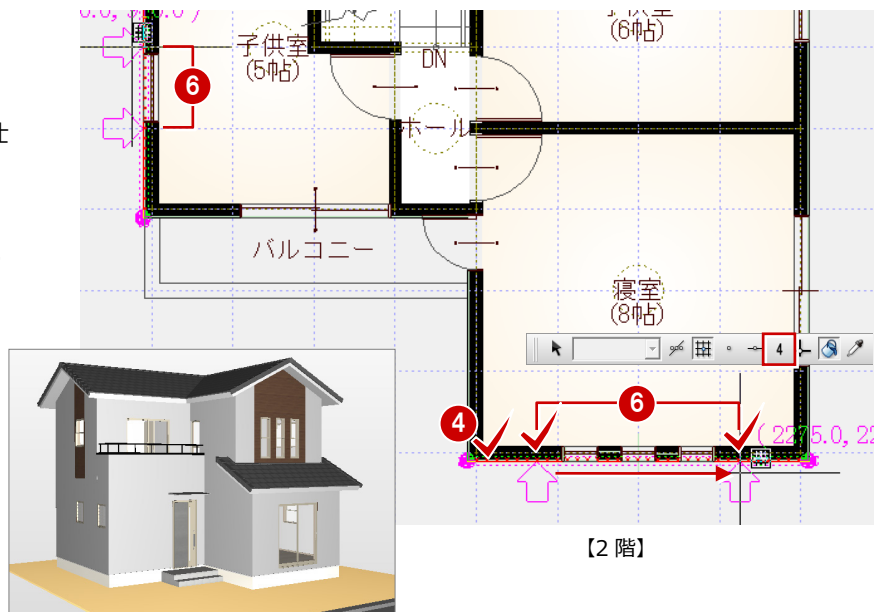 子供室
(5帖)
(6帖)
6
DN
ホール
バルコニー
寝室
(8帖)
4
6
4
(2275.0, 22
【2 階】